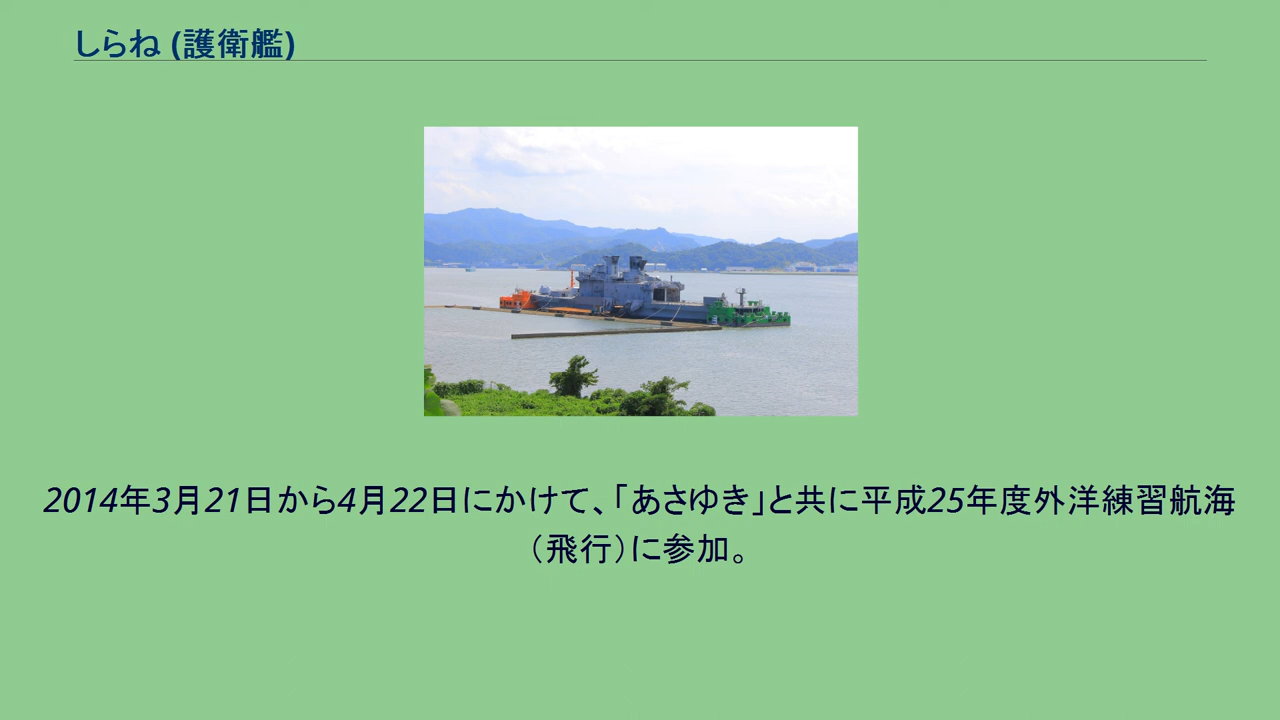 しらね (護衛艦)
2014年3月21日から4月22日にかけて、「あさゆき」と共に平成25年度外洋練習航海
（飛行）に参加。